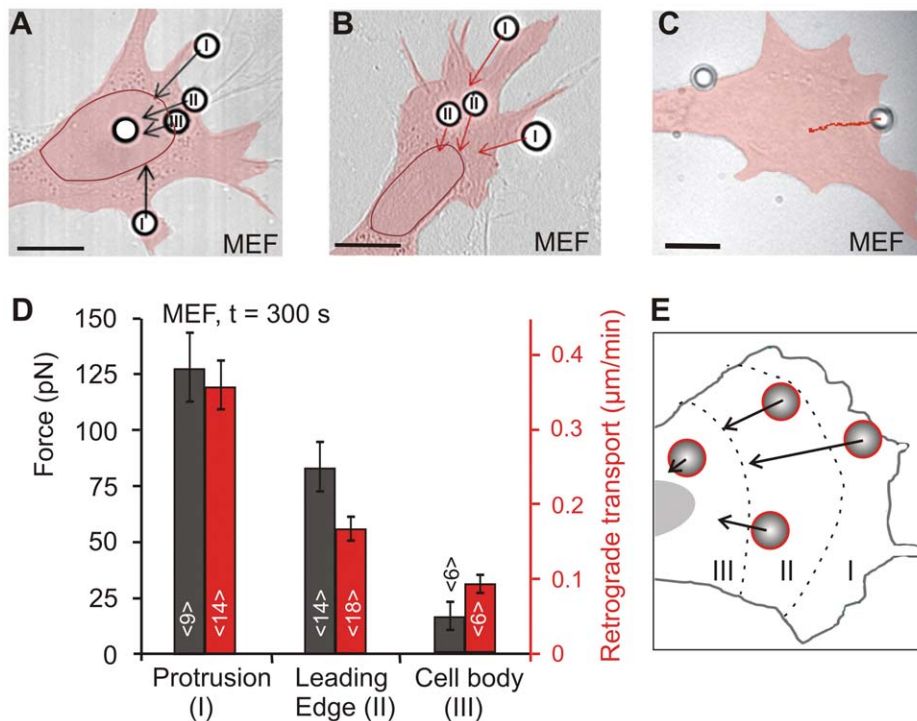 A
I
II
III
I
MEF
B
I
II
II
I
MEF
C
MEF
D
MEF, t = 300 s
Force (pN)
150
125
100
75
50
25
0
Retrograde transport (µm/min)
0.4
0.3
0.2
0.1
0
<9>
<14>
<14>
<18>
<6>
<6>
Protrusion
(I)
Leading
Edge (II)
Cell body
(III)
E
III
II
I